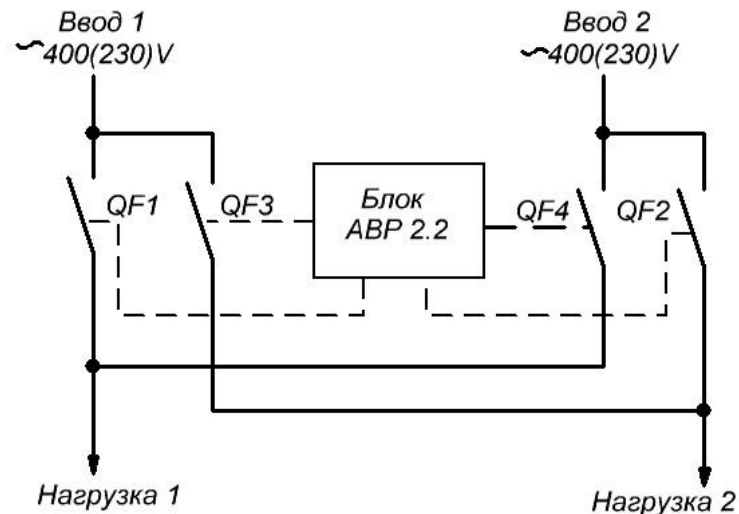 Ввод 1
~400(230)V
Ввод 2
~400(230)V
QF1
QF3
Блок
АВР 2.2
QF4
QF2
Нагрузка 1
Нагрузка 2